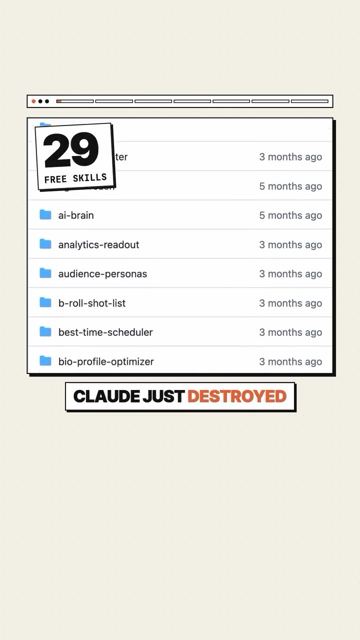 29
FREE SKILLS
ter 3 months ago
5 months ago
ai-brain 5 months ago
analytics-readout 3 months ago
audience-personas 3 months ago
b-roll-shot-list 3 months ago
best-time-scheduler 3 months ago
bio-profile-optimizer 3 months ago
CLAUDE JUST DESTROYED